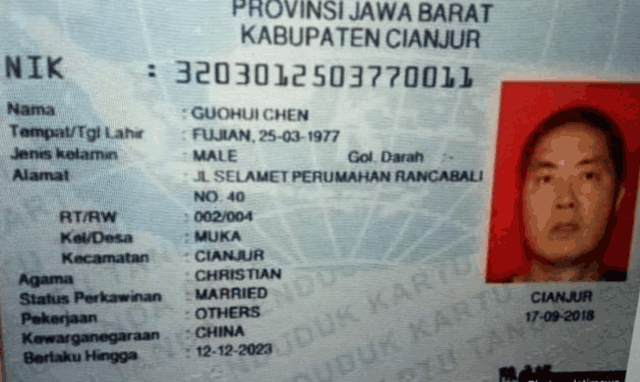 PROVINSI JAWA BARAT
KABUPATEN CIANJUR
NIK : 3203012503770011
Nama : GUOHUI CHEN
Tempat/Tgl Lahir : FUJIAN, 25-03-1977
Jenis kelamin : MALE Gol. Darah :-
Alamat : JL SELAMET PERUMAHAN RANCABALI
NO. 40
RT/RW : 002/004
Kel/Desa : MUKA
Kecamatan : CIANJUR
Agama : CHRISTIAN
Status Perkawinan : MARRIED
Pekerjaan : OTHERS
Kewarganegaraan : CHINA
Berlaku Hingga : 12-12-2023
CIANJUR
17-09-2018